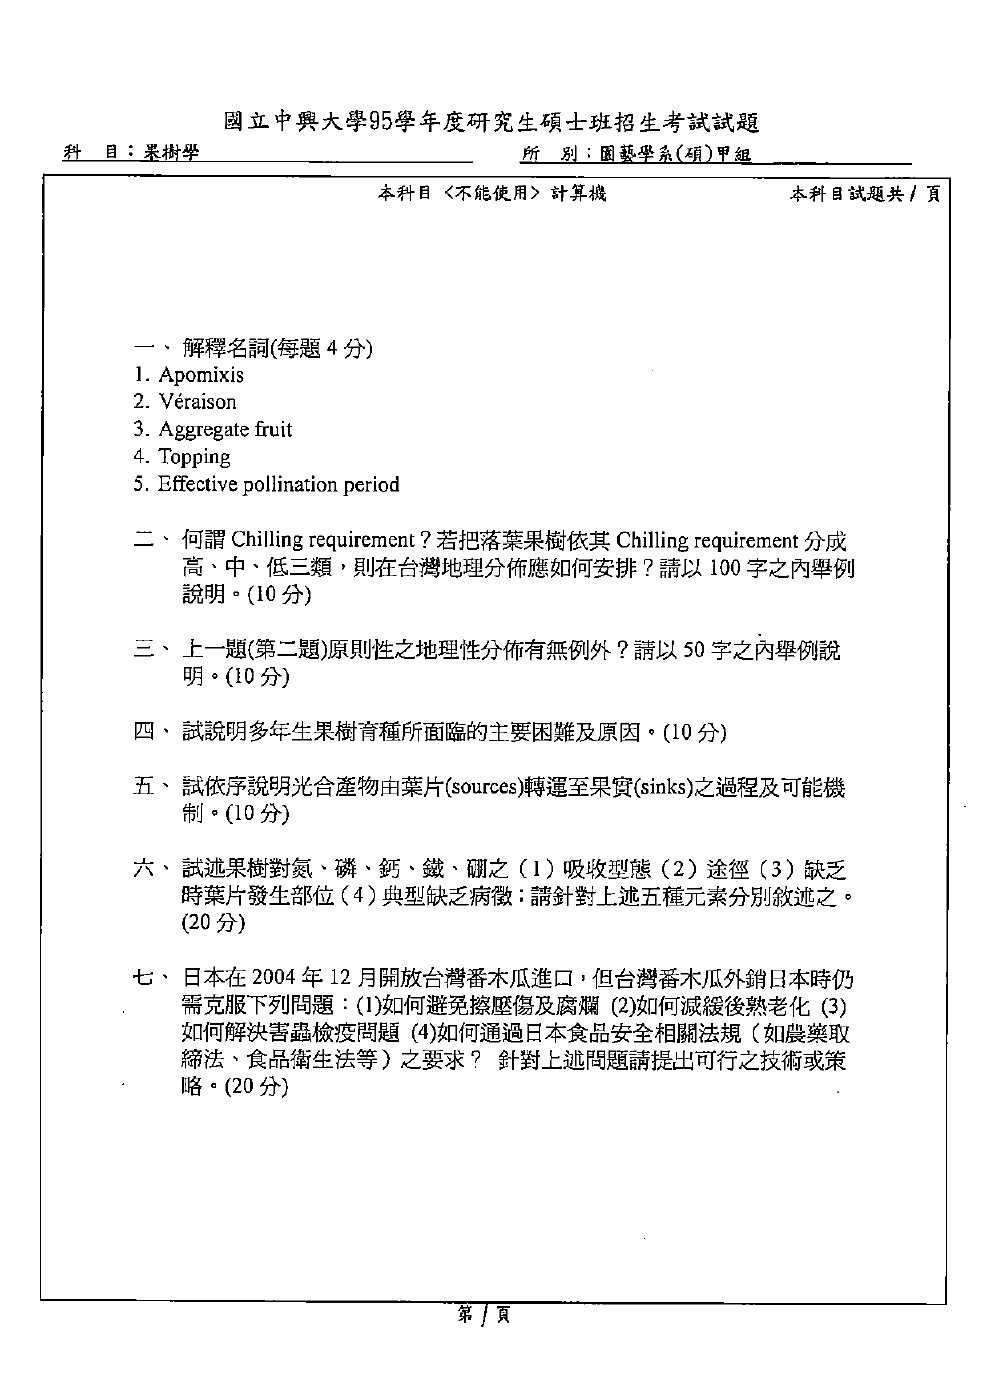 國立中興大學95學年度研究生碩士班招生考試試題
科　目：果樹學　所　別：園藝學系(碩)甲組
本科目〈不能使用〉計算機　本科目試題共 1 頁
一、 解釋名詞(每題 4 分)
1. Apomixis
2. Véraison
3. Aggregate fruit
4. Topping
5. Effective pollination period
二、 何謂 Chilling requirement？若把落葉果樹依其 Chilling requirement 分成
高、中、低三類，則在台灣地理分佈應如何安排？請以 100 字之內舉例
說明。(10 分)
三、 上一題(第二題)原則性之地理性分佈有無例外？請以 50 字之內舉例說
明。(10 分)
四、 試說明多年生果樹育種所面臨的主要困難及原因。(10 分)
五、 試依序說明光合產物由葉片(sources)轉運至果實(sinks)之過程及可能機
制。(10 分)
六、 試述果樹對氮、磷、鈣、鐵、硼之（1）吸收型態（2）途徑（3）缺乏
時葉片發生部位（4）典型缺乏病徵；請針對上述五種元素分別敘述之。
(20 分)
七、 日本在 2004 年 12 月開放台灣番木瓜進口，但台灣番木瓜外銷日本時仍
需克服下列問題：(1)如何避免擦壓傷及腐爛 (2)如何減緩後熟老化 (3)
如何解決害蟲檢疫問題 (4)如何通過日本食品安全相關法規（如農藥取
締法、食品衛生法等）之要求？ 針對上述問題請提出可行之技術或策
略。(20 分)
第 1 頁